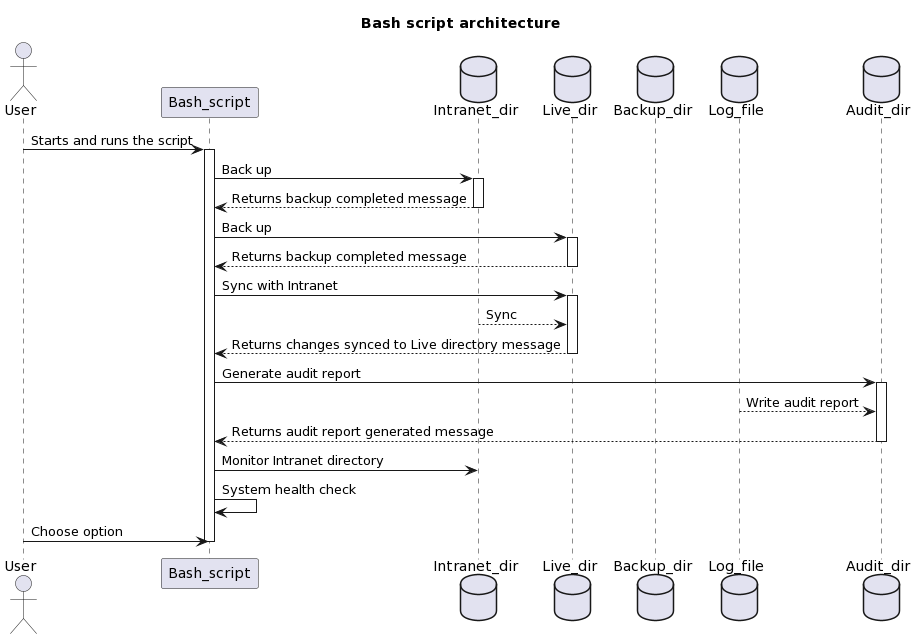 Bash script architecture
User
Bash_script
Intranet_dir
Live_dir
Backup_dir
Log_file
Audit_dir
Starts and runs the script
Back up
Returns backup completed message
Back up
Returns backup completed message
Sync with Intranet
Sync
Returns changes synced to Live directory message
Generate audit report
Write audit report
Returns audit report generated message
Monitor Intranet directory
System health check
Choose option
User
Bash_script
Intranet_dir
Live_dir
Backup_dir
Log_file
Audit_dir